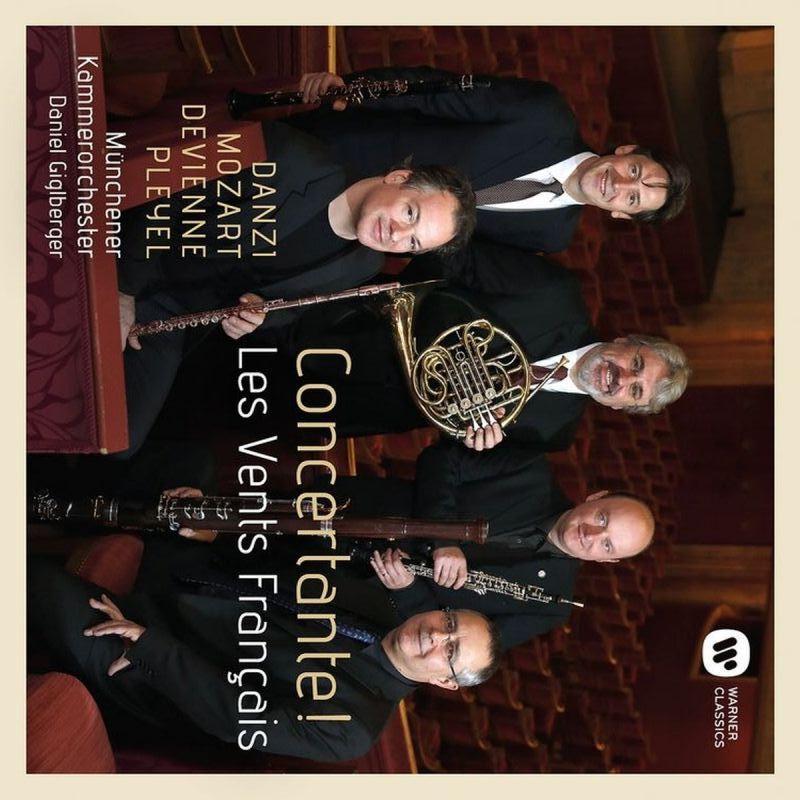 WARNER
CLASSICS
Concertante!
Les Vents Français
DANZI
MOZART
DEVIENNE
PLEYEL
Münchener
Kammerorchester
Daniel Giglberger